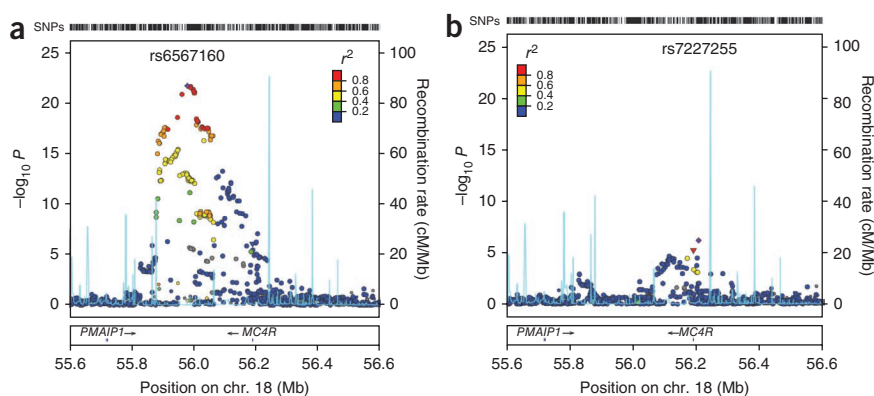 a
SNPs
rs6567160
r²
0.8
0.6
0.4
0.2
25
20
15
10
5
0
–log₁₀ P
100
80
60
40
20
0
Recombination rate (cM/Mb)
PMAIP1
MC4R
55.6 55.8 56.0 56.2 56.4 56.6
Position on chr. 18 (Mb)
b
SNPs
rs7227255
r²
0.8
0.6
0.4
0.2
25
20
15
10
5
0
–log₁₀ P
100
80
60
40
20
0
Recombination rate (cM/Mb)
PMAIP1
MC4R
55.6 55.8 56.0 56.2 56.4 56.6
Position on chr. 18 (Mb)